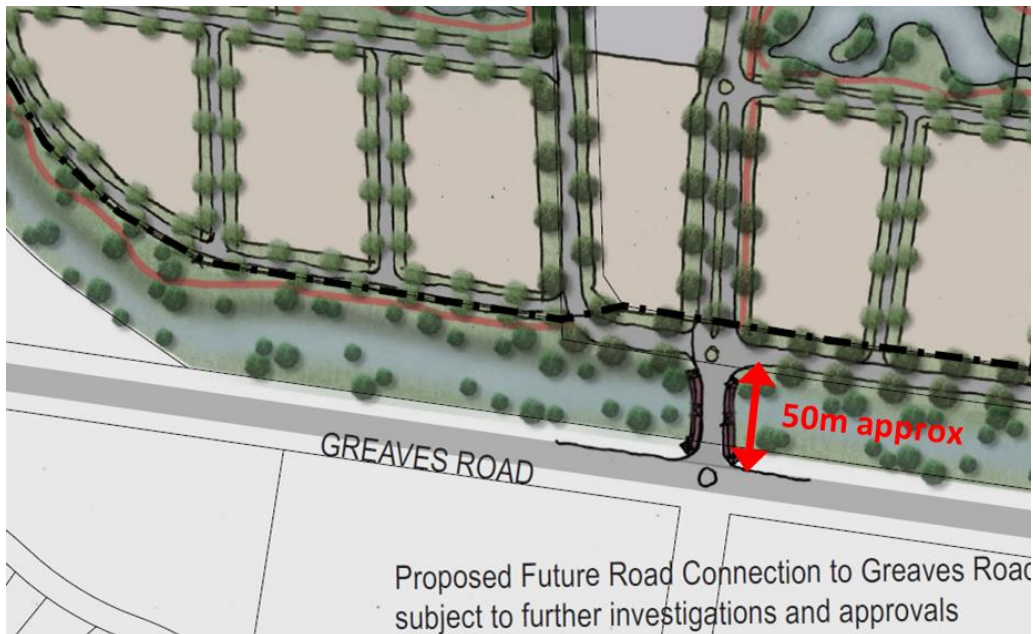 50m approx
GREAVES ROAD
Proposed Future Road Connection to Greaves Road
subject to further investigations and approvals